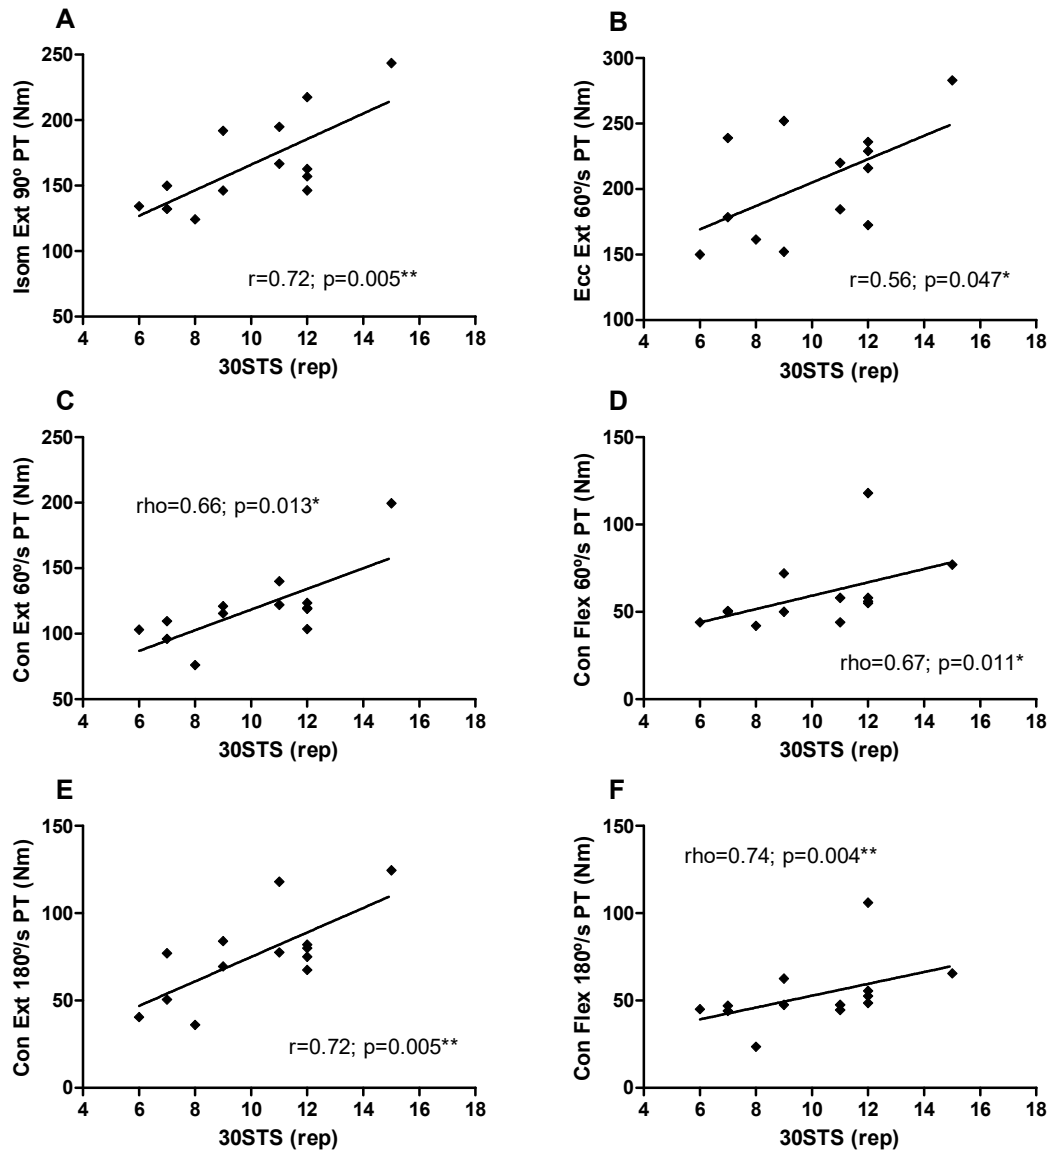 A
Isom Ext 90º PT (Nm)
250
200
150
100
50
r=0.72; p=0.005**
4 6 8 10 12 14 16 18
30STS (rep)
B
Ecc Ext 60º/s PT (Nm)
300
250
200
150
100
r=0.56; p=0.047*
4 6 8 10 12 14 16 18
30STS (rep)
C
Con Ext 60º/s PT (Nm)
250
200
150
100
50
rho=0.66; p=0.013*
4 6 8 10 12 14 16 18
30STS (rep)
D
Con Flex 60º/s PT (Nm)
150
100
50
0
rho=0.67; p=0.011*
4 6 8 10 12 14 16 18
30STS (rep)
E
Con Ext 180º/s PT (Nm)
150
100
50
0
r=0.72; p=0.005**
4 6 8 10 12 14 16 18
30STS (rep)
F
Con Flex 180º/s PT (Nm)
150
100
50
0
rho=0.74; p=0.004**
4 6 8 10 12 14 16 18
30STS (rep)